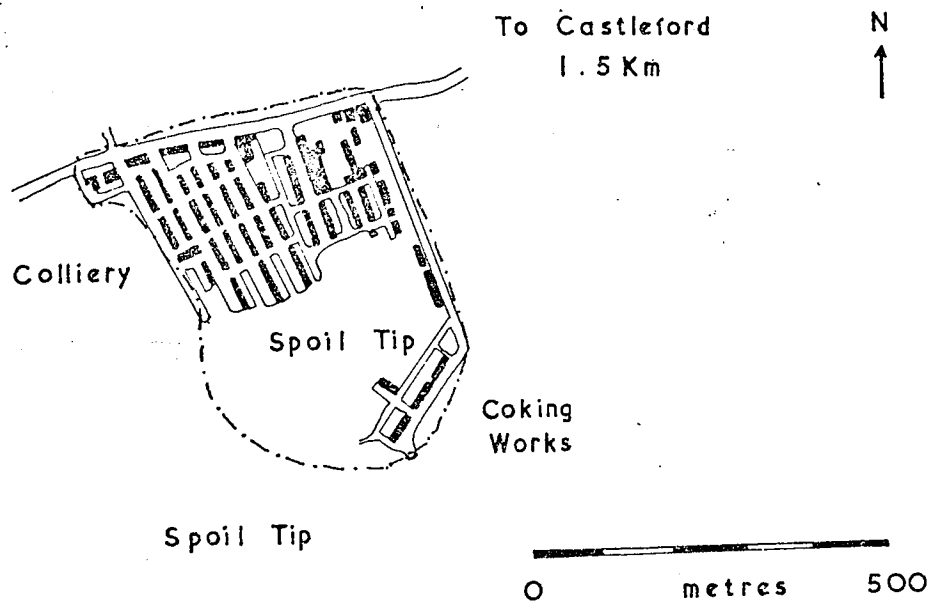 To Castleford
1.5 Km
N
Colliery
Spoil Tip
Coking
Works
Spoil Tip
0 metres 500